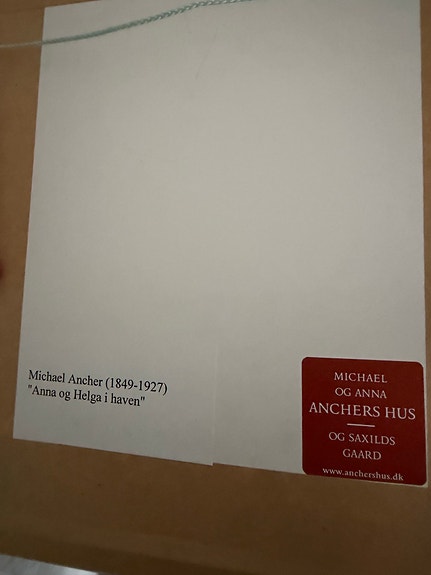 Michael Ancher (1849-1927)
"Anna og Helga i haven"
MICHAEL
OG ANNA
ANCHERS HUS
OG SAXILDS
GAARD
www.anchershus.dk